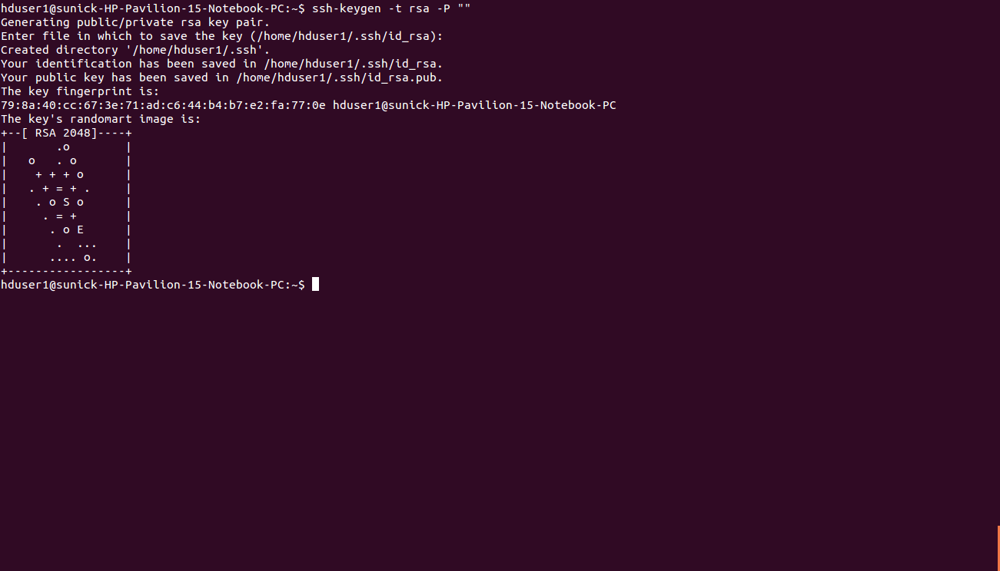 hduser1@sunick-HP-Pavilion-15-Notebook-PC:~$ ssh-keygen -t rsa -P ""
Generating public/private rsa key pair.
Enter file in which to save the key (/home/hduser1/.ssh/id_rsa):
Created directory '/home/hduser1/.ssh'.
Your identification has been saved in /home/hduser1/.ssh/id_rsa.
Your public key has been saved in /home/hduser1/.ssh/id_rsa.pub.
The key fingerprint is:
79:8a:40:cc:67:3e:71:ad:c6:44:b4:b7:e2:fa:77:0e hduser1@sunick-HP-Pavilion-15-Notebook-PC
The key's randomart image is:
+--[ RSA 2048]----+
|       .o        |
|   o   . o       |
|    + + + o      |
|   . + = + .     |
|    . o S o      |
|     . = +       |
|      . o E      |
|       .  ...    |
|      .... o.    |
+-----------------+
hduser1@sunick-HP-Pavilion-15-Notebook-PC:~$